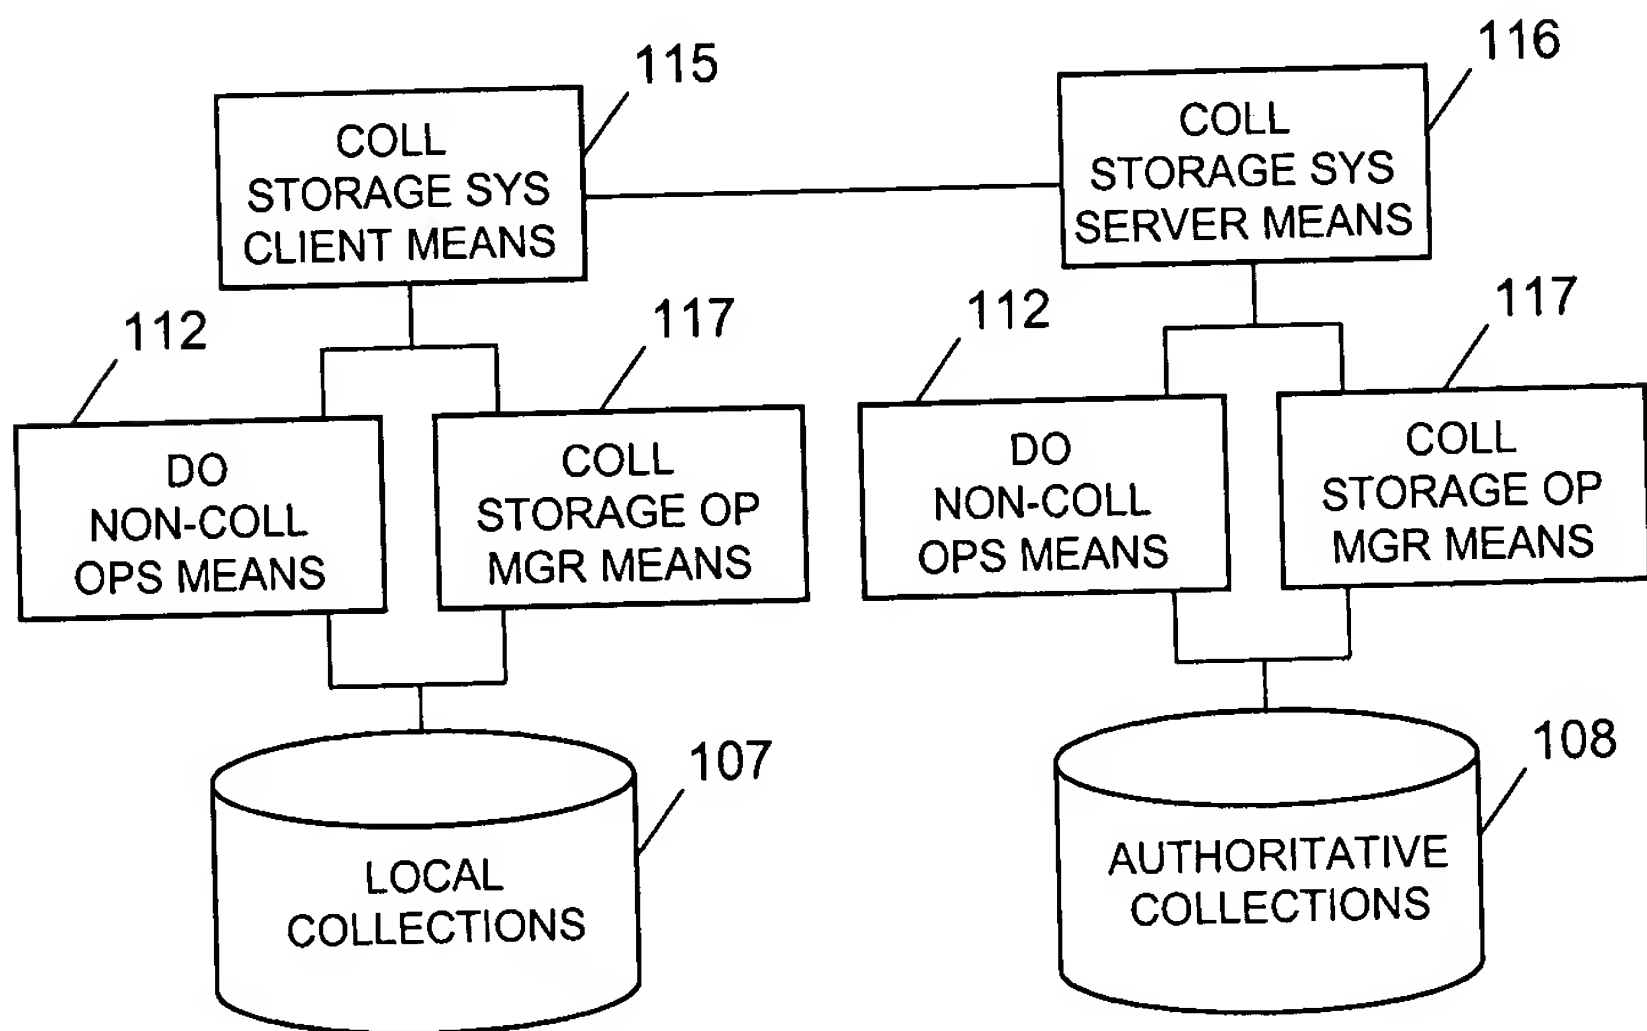 115
116
COLL
STORAGE SYS
CLIENT MEANS
COLL
STORAGE SYS
SERVER MEANS
112
117
112
117
DO
NON-COLL
OPS MEANS
COLL
STORAGE OP
MGR MEANS
DO
NON-COLL
OPS MEANS
COLL
STORAGE OP
MGR MEANS
107
108
LOCAL
COLLECTIONS
AUTHORITATIVE
COLLECTIONS